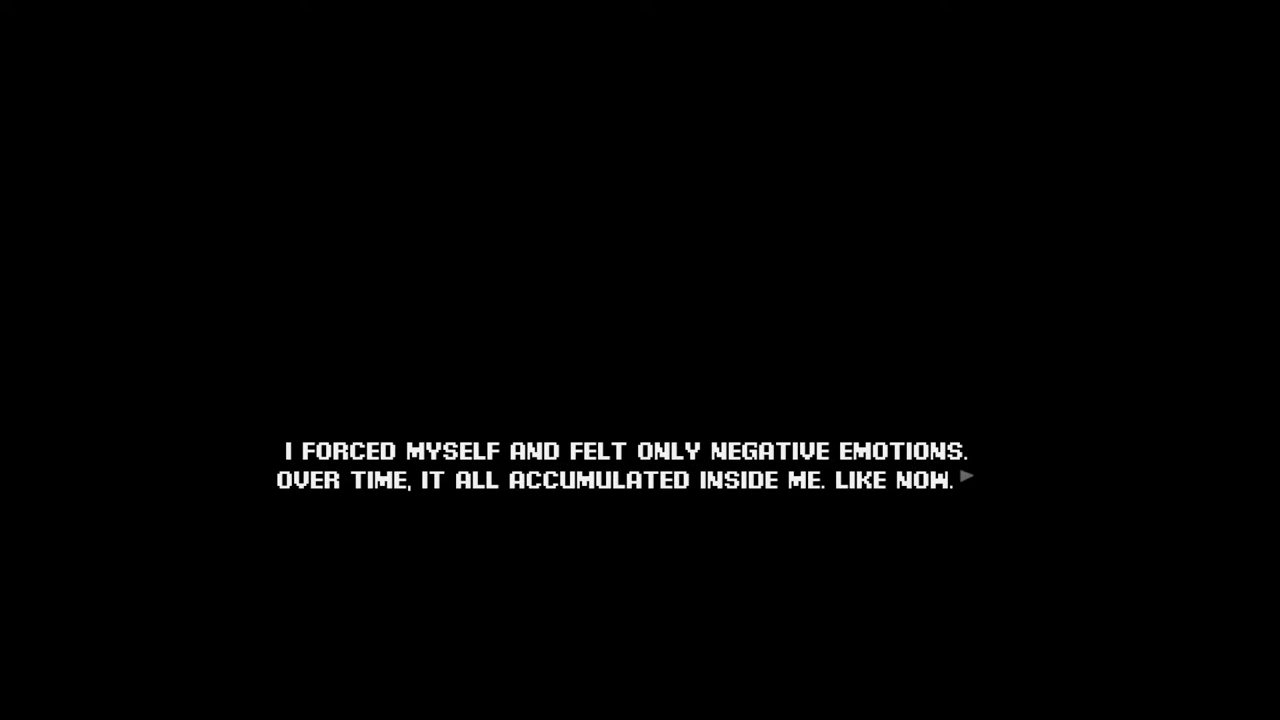 I FORCED MYSELF AND FELT ONLY NEGATIVE EMOTIONS.
OVER TIME, IT ALL ACCUMULATED INSIDE ME. LIKE NOW.